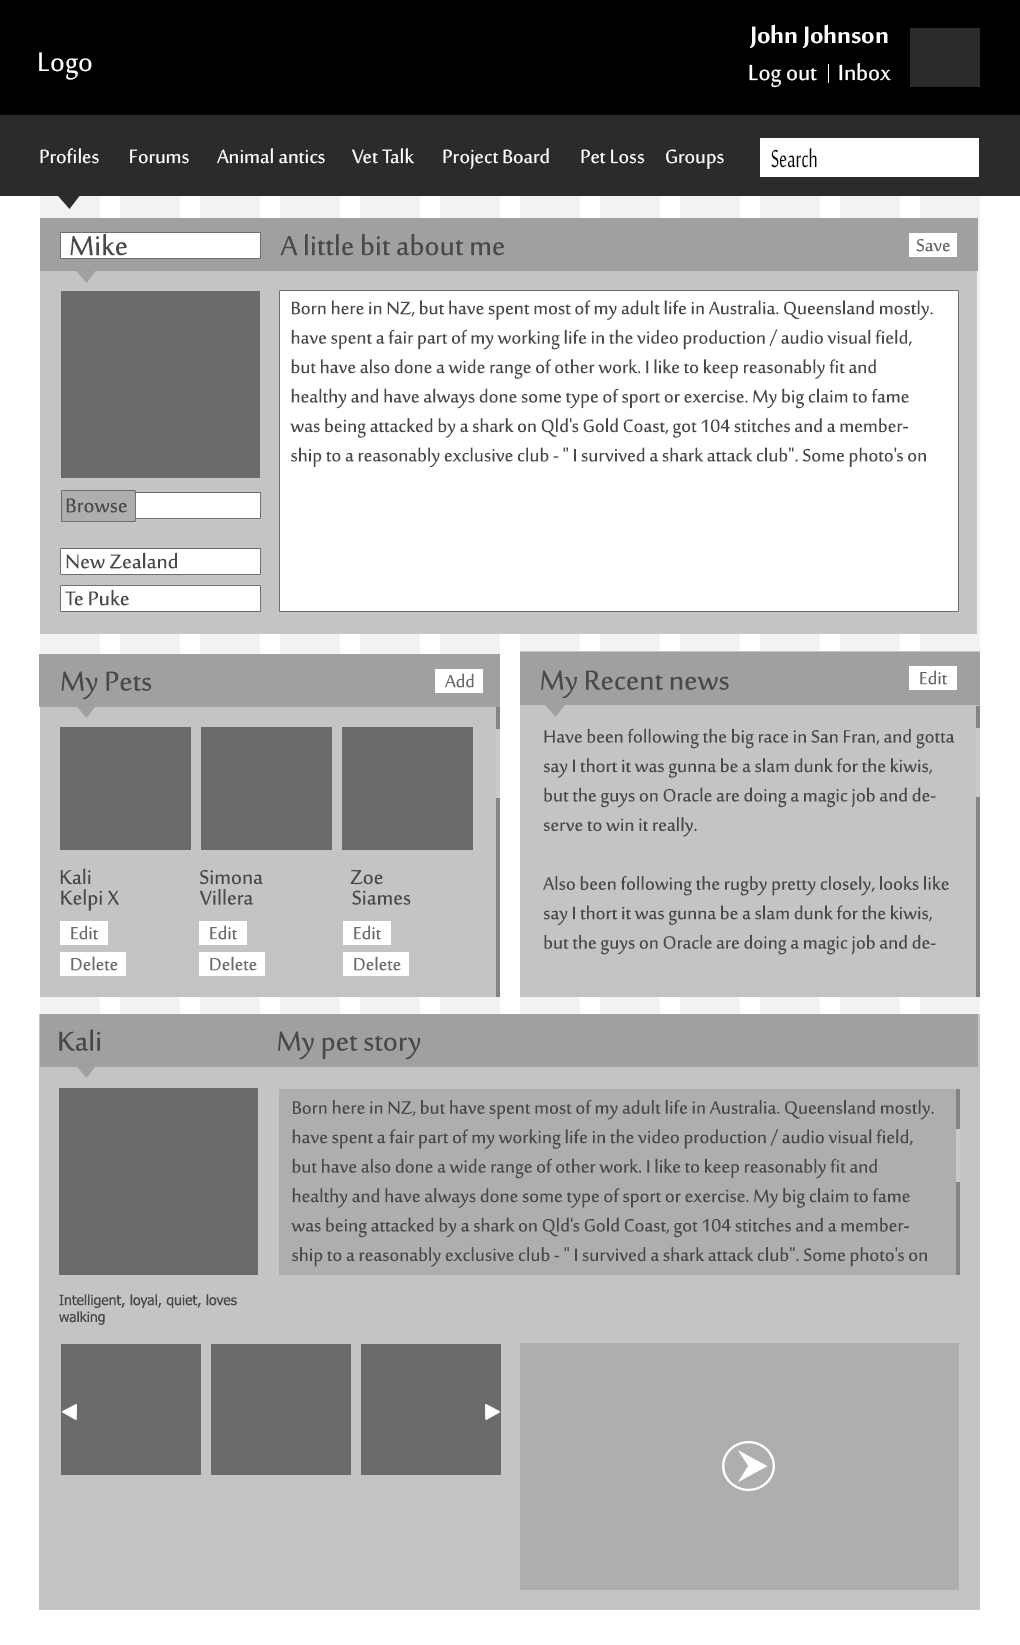 Logo
John Johnson
Log out | Inbox
Profiles Forums Animal antics Vet Talk Project Board Pet Loss Groups Search
Mike A little bit about me Save
Born here in NZ, but have spent most of my adult life in Australia. Queensland mostly.
have spent a fair part of my working life in the video production / audio visual field,
but have also done a wide range of other work. I like to keep reasonably fit and
healthy and have always done some type of sport or exercise. My big claim to fame
was being attacked by a shark on Qld's Gold Coast, got 104 stitches and a member-
ship to a reasonably exclusive club - " I survived a shark attack club". Some photo's on
Browse
New Zealand
Te Puke
My Pets Add
Kali
Kelpi X
Edit
Delete
Simona
Villera
Edit
Delete
Zoe
Siames
Edit
Delete
My Recent news Edit
Have been following the big race in San Fran, and gotta
say I thort it was gunna be a slam dunk for the kiwis,
but the guys on Oracle are doing a magic job and de-
serve to win it really.
Also been following the rugby pretty closely, looks like
say I thort it was gunna be a slam dunk for the kiwis,
but the guys on Oracle are doing a magic job and de-
Kali My pet story
Born here in NZ, but have spent most of my adult life in Australia. Queensland mostly.
have spent a fair part of my working life in the video production / audio visual field,
but have also done a wide range of other work. I like to keep reasonably fit and
healthy and have always done some type of sport or exercise. My big claim to fame
was being attacked by a shark on Qld's Gold Coast, got 104 stitches and a member-
ship to a reasonably exclusive club - " I survived a shark attack club". Some photo's on
Intelligent, loyal, quiet, loves
walking